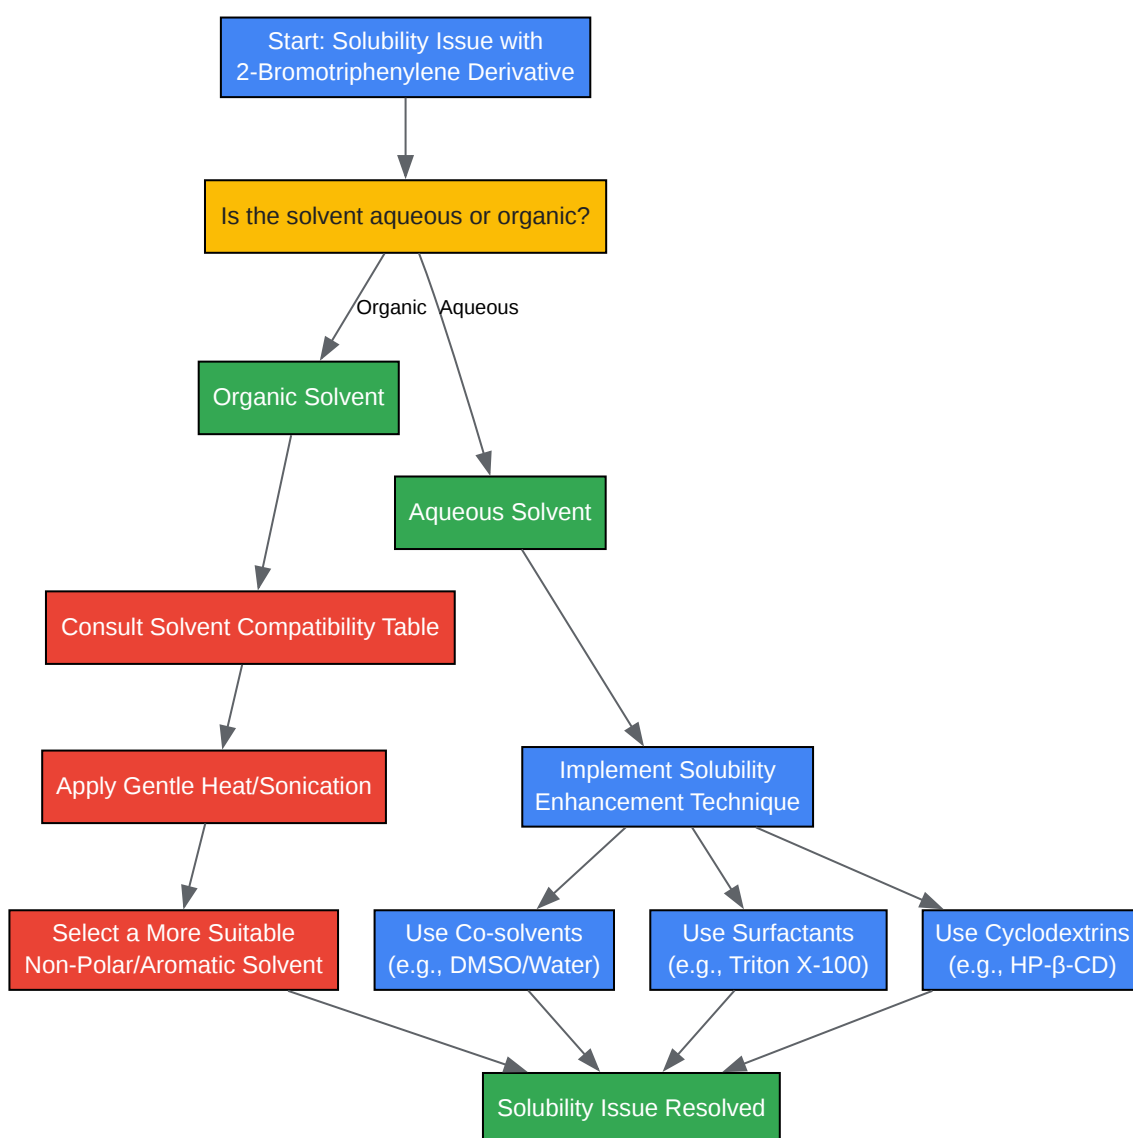 Start: Solubility Issue with
2-Bromotriphenylene Derivative
Is the solvent aqueous or organic?
Organic
Aqueous
Organic Solvent
Aqueous Solvent
Consult Solvent Compatibility Table
Apply Gentle Heat/Sonication
Implement Solubility
Enhancement Technique
Select a More Suitable
Non-Polar/Aromatic Solvent
Use Co-solvents
(e.g., DMSO/Water)
Use Surfactants
(e.g., Triton X-100)
Use Cyclodextrins
(e.g., HP-β-CD)
Solubility Issue Resolved